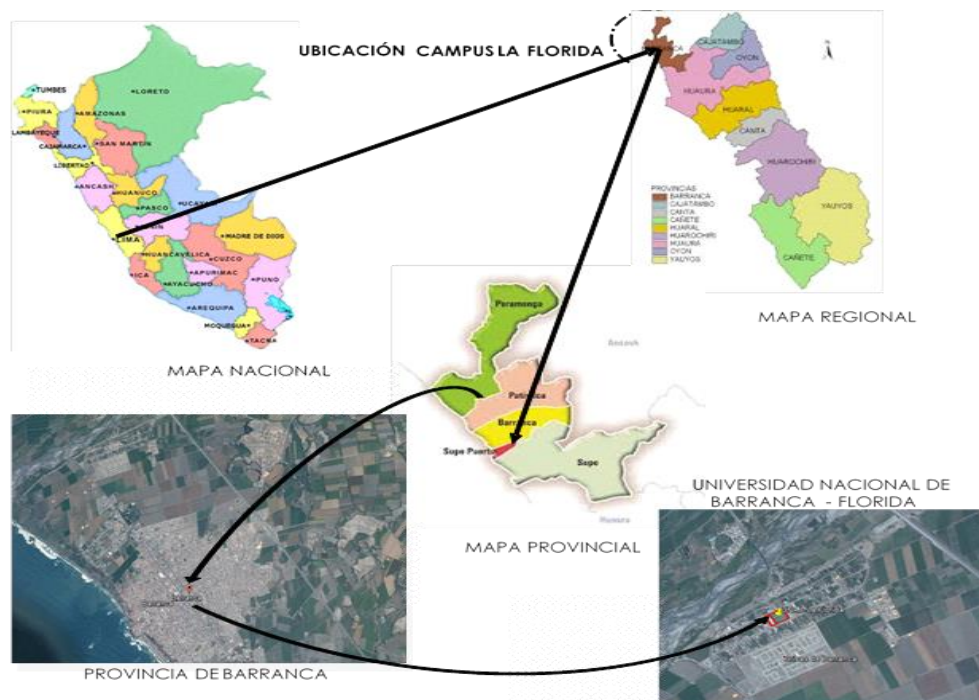 UBICACIÓN CAMPUS LA FLORIDA
TUMBES
LORETO
PIURA
AMAZONAS
LAMBAYEQUE
CAJAMARCA
SAN MARTIN
LIBERTAD
ANCASH
HUANUCO
PASCO
LIMA
MADRE DE DIOS
HUANCAVELICA
CUZCO
ICA
APURIMAC
PUNO
AYACUCHO
AREQUIPA
MOQUEGUA
TACNA
MAPA NACIONAL
CAJATAMBO
OYON
HUAURA
HUARAL
CANTA
HUAROCHIRI
YAUYOS
CAÑETE
PROVINCIAS
BARRANCA
CAJATAMBO
CANTA
CAÑETE
HUARAL
HUAROCHIRI
HUAURA
OYON
YAUYOS
MAPA REGIONAL
Paramonga
Pativilca
Barranca
Supe Puerto
Supe
MAPA PROVINCIAL
UNIVERSIDAD NACIONAL DE
BARRANCA - FLORIDA
PROVINCIA DE BARRANCA